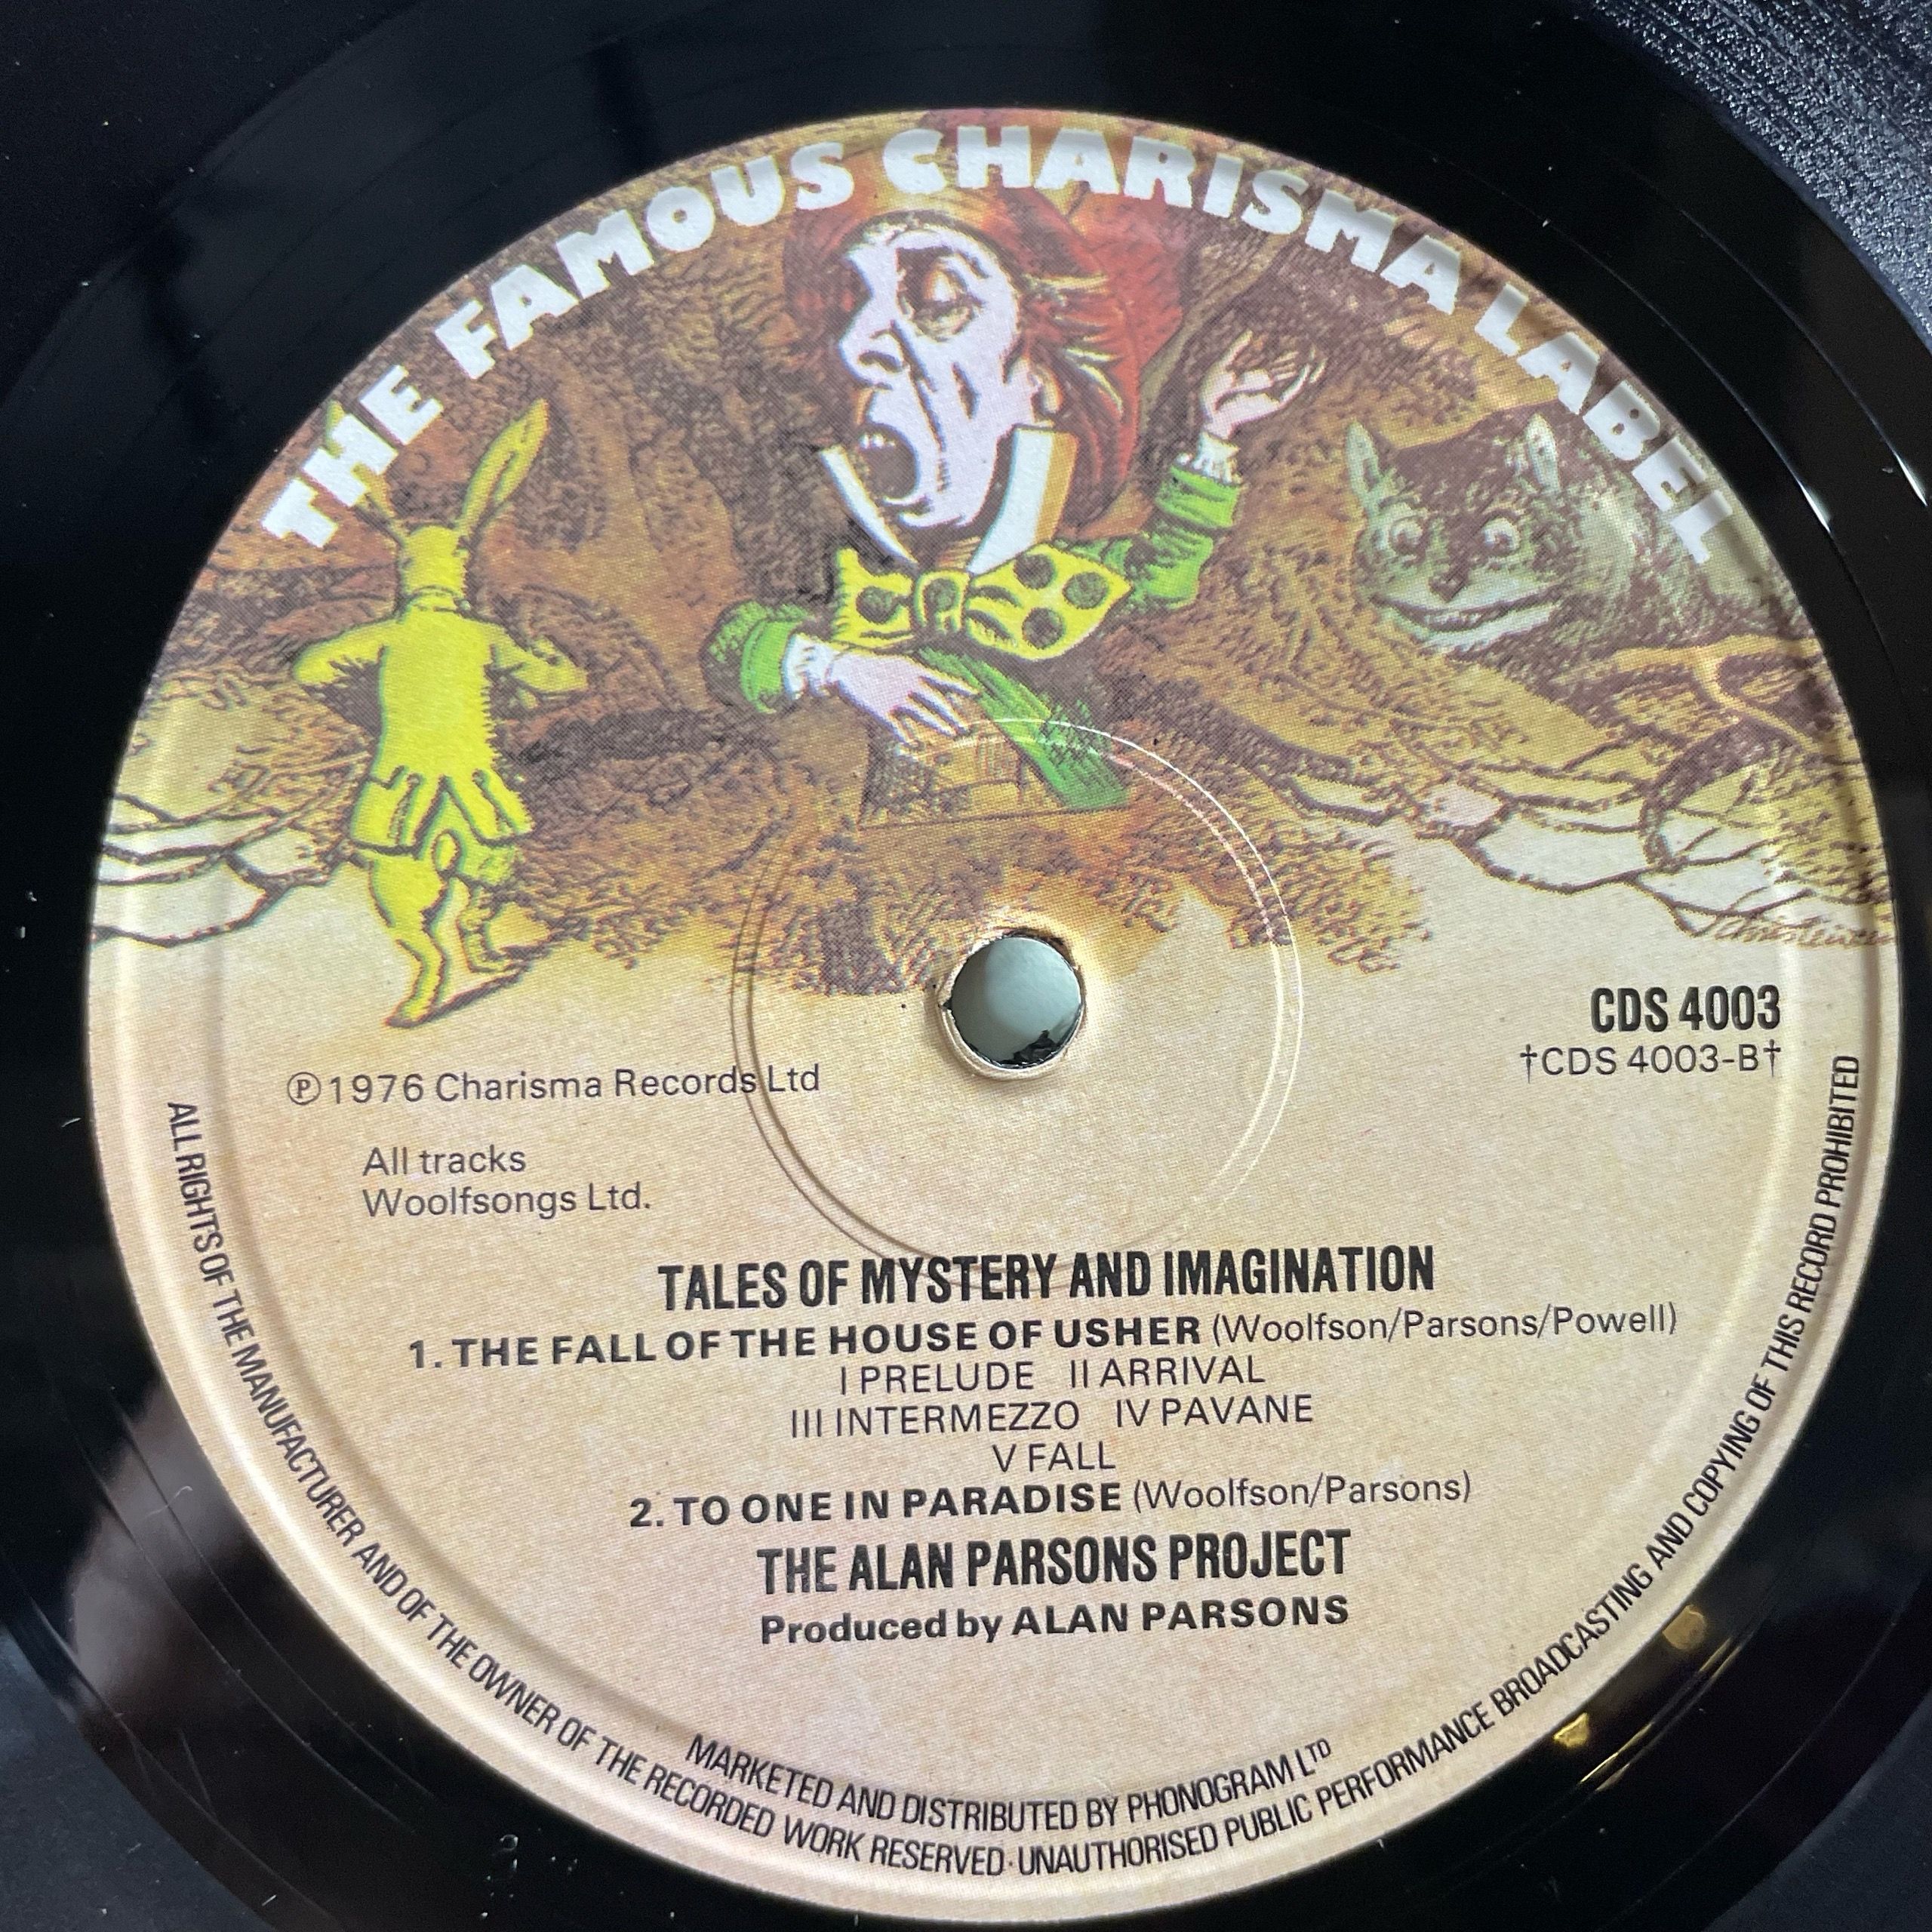 THE FAMOUS CHARISMA LABEL
CDS 4003
†CDS 4003-B†
Ⓟ1976 Charisma Records Ltd
All tracks
Woolfsongs Ltd.
TALES OF MYSTERY AND IMAGINATION
1. THE FALL OF THE HOUSE OF USHER (Woolfson/Parsons/Powell)
I PRELUDE II ARRIVAL
III INTERMEZZO IV PAVANE
V FALL
2. TO ONE IN PARADISE (Woolfson/Parsons)
THE ALAN PARSONS PROJECT
Produced by ALAN PARSONS
MARKETED AND DISTRIBUTED BY PHONOGRAM LTD
ALL RIGHTS OF THE MANUFACTURER AND OF THE OWNER OF THE RECORDED WORK RESERVED · UNAUTHORISED PUBLIC PERFORMANCE BROADCASTING AND COPYING OF THIS RECORD PROHIBITED